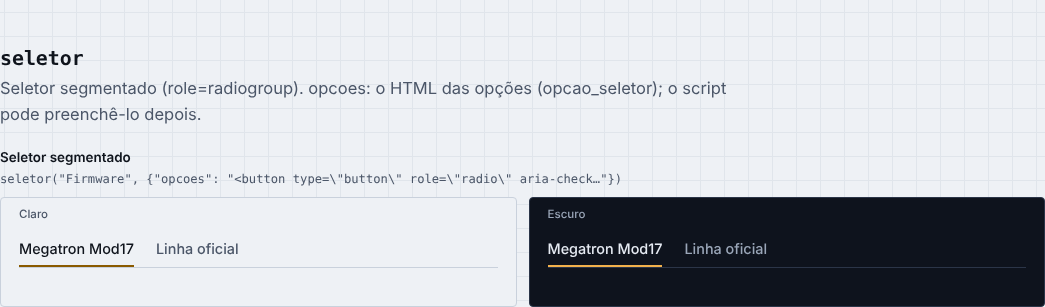 seletor
Seletor segmentado (role=radiogroup). opcoes: o HTML das opções (opcao_seletor); o script
pode preenchê-lo depois.
Seletor segmentado
seletor("Firmware", {"opcoes": "<button type=\"button\" role=\"radio\" aria-check…"})
Claro
Megatron Mod17 Linha oficial
Escuro
Megatron Mod17 Linha oficial